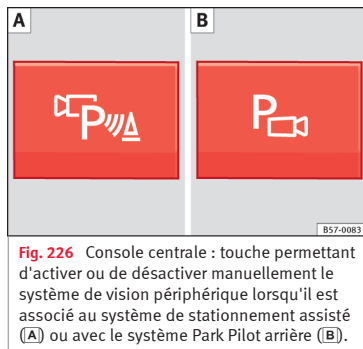 A
B
P
P
B57-0083
Fig. 226 Console centrale : touche permettant
d'activer ou de désactiver manuellement le
système de vision périphérique lorsqu'il est
associé au système de stationnement assisté
(A) ou avec le système Park Pilot arrière (B).